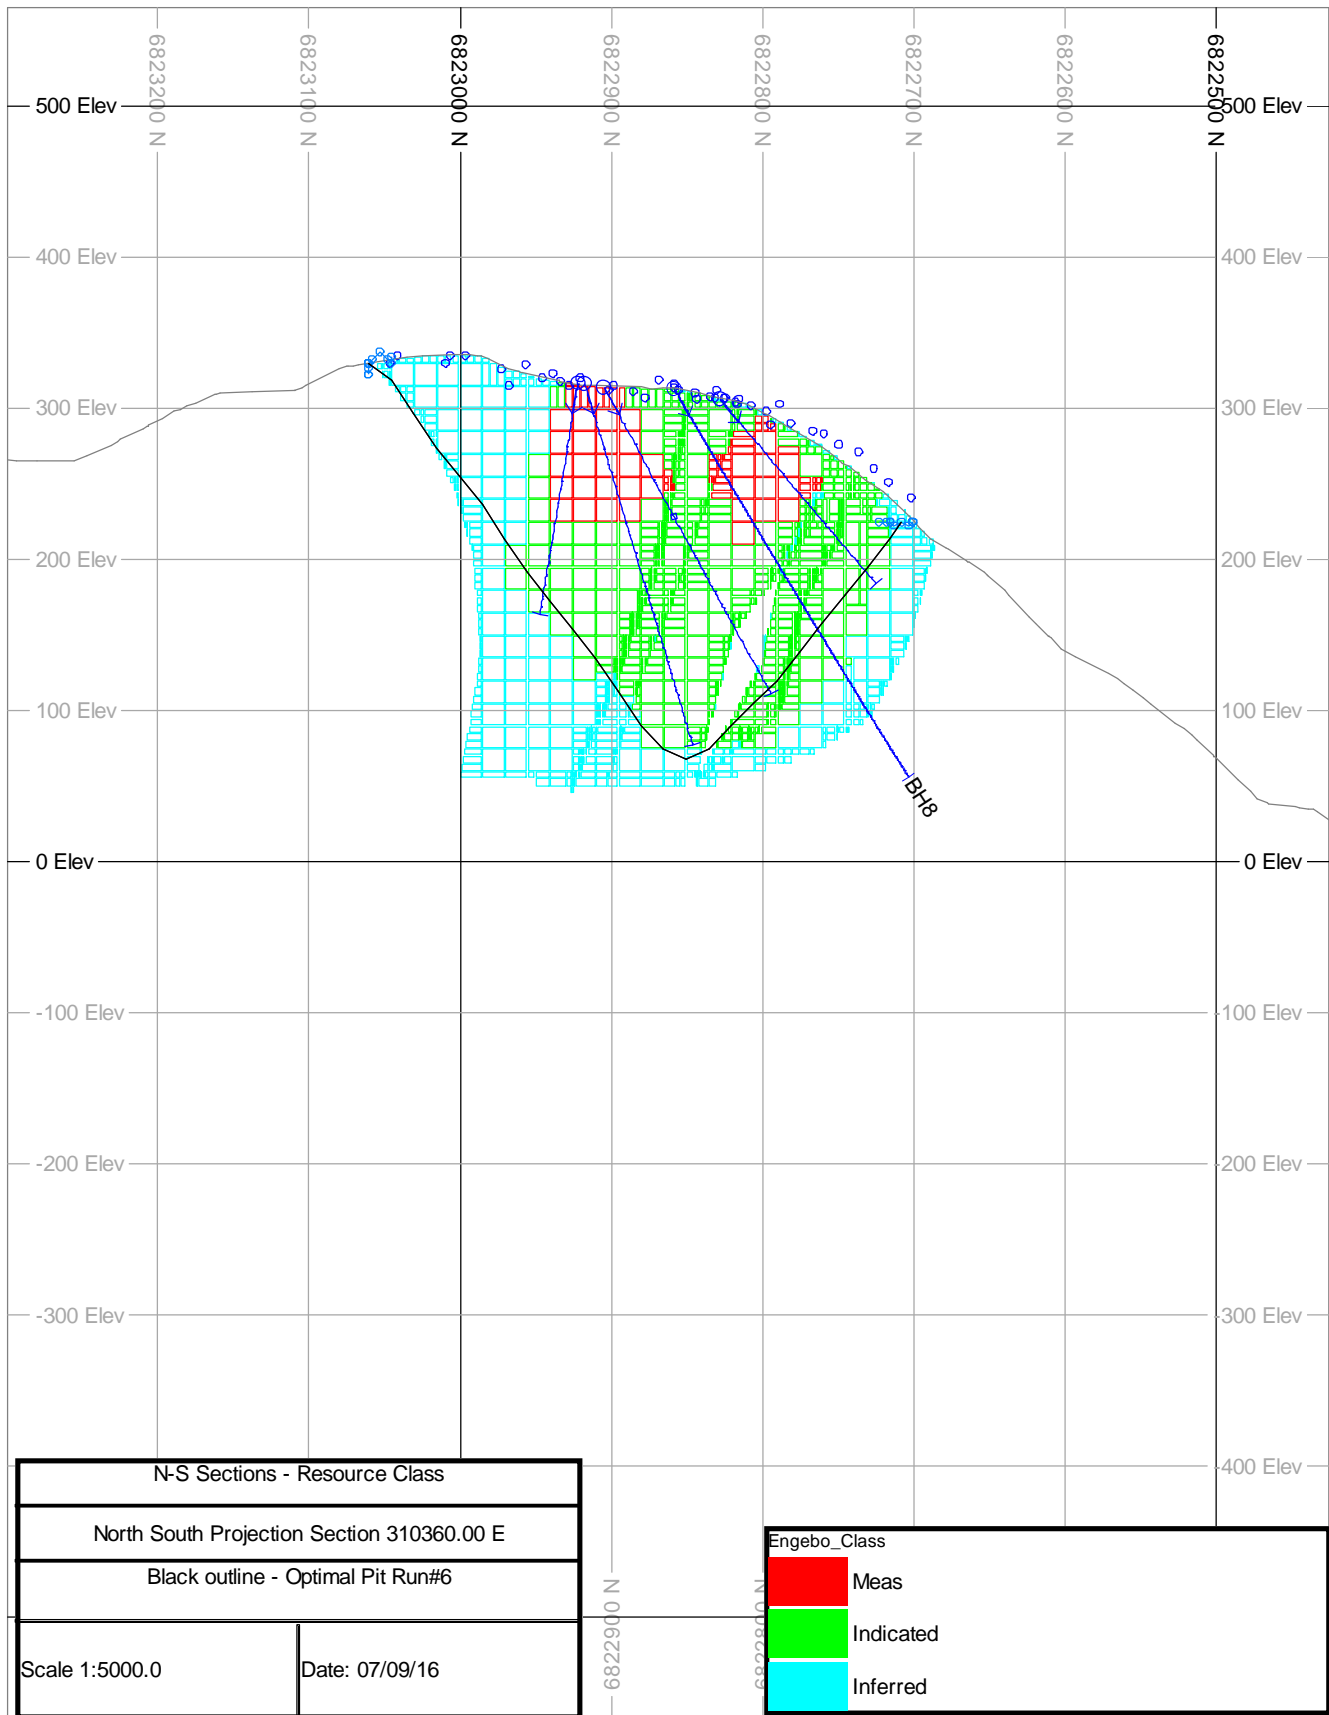 6823200 N
6823100 N
6823000 N
6822900 N
6822800 N
6822700 N
6822600 N
6822500 N
500 Elev
500 Elev
400 Elev
400 Elev
300 Elev
300 Elev
200 Elev
200 Elev
100 Elev
100 Elev
BH8
0 Elev
0 Elev
-100 Elev
-100 Elev
-200 Elev
-200 Elev
-300 Elev
-300 Elev
-400 Elev
N-S Sections - Resource Class
North South Projection Section 310360.00 E
Black outline - Optimal Pit Run#6
Scale 1:5000.0
Date: 07/09/16
6822900 N
6822800 N
Engebo_Class
Meas
Indicated
Inferred